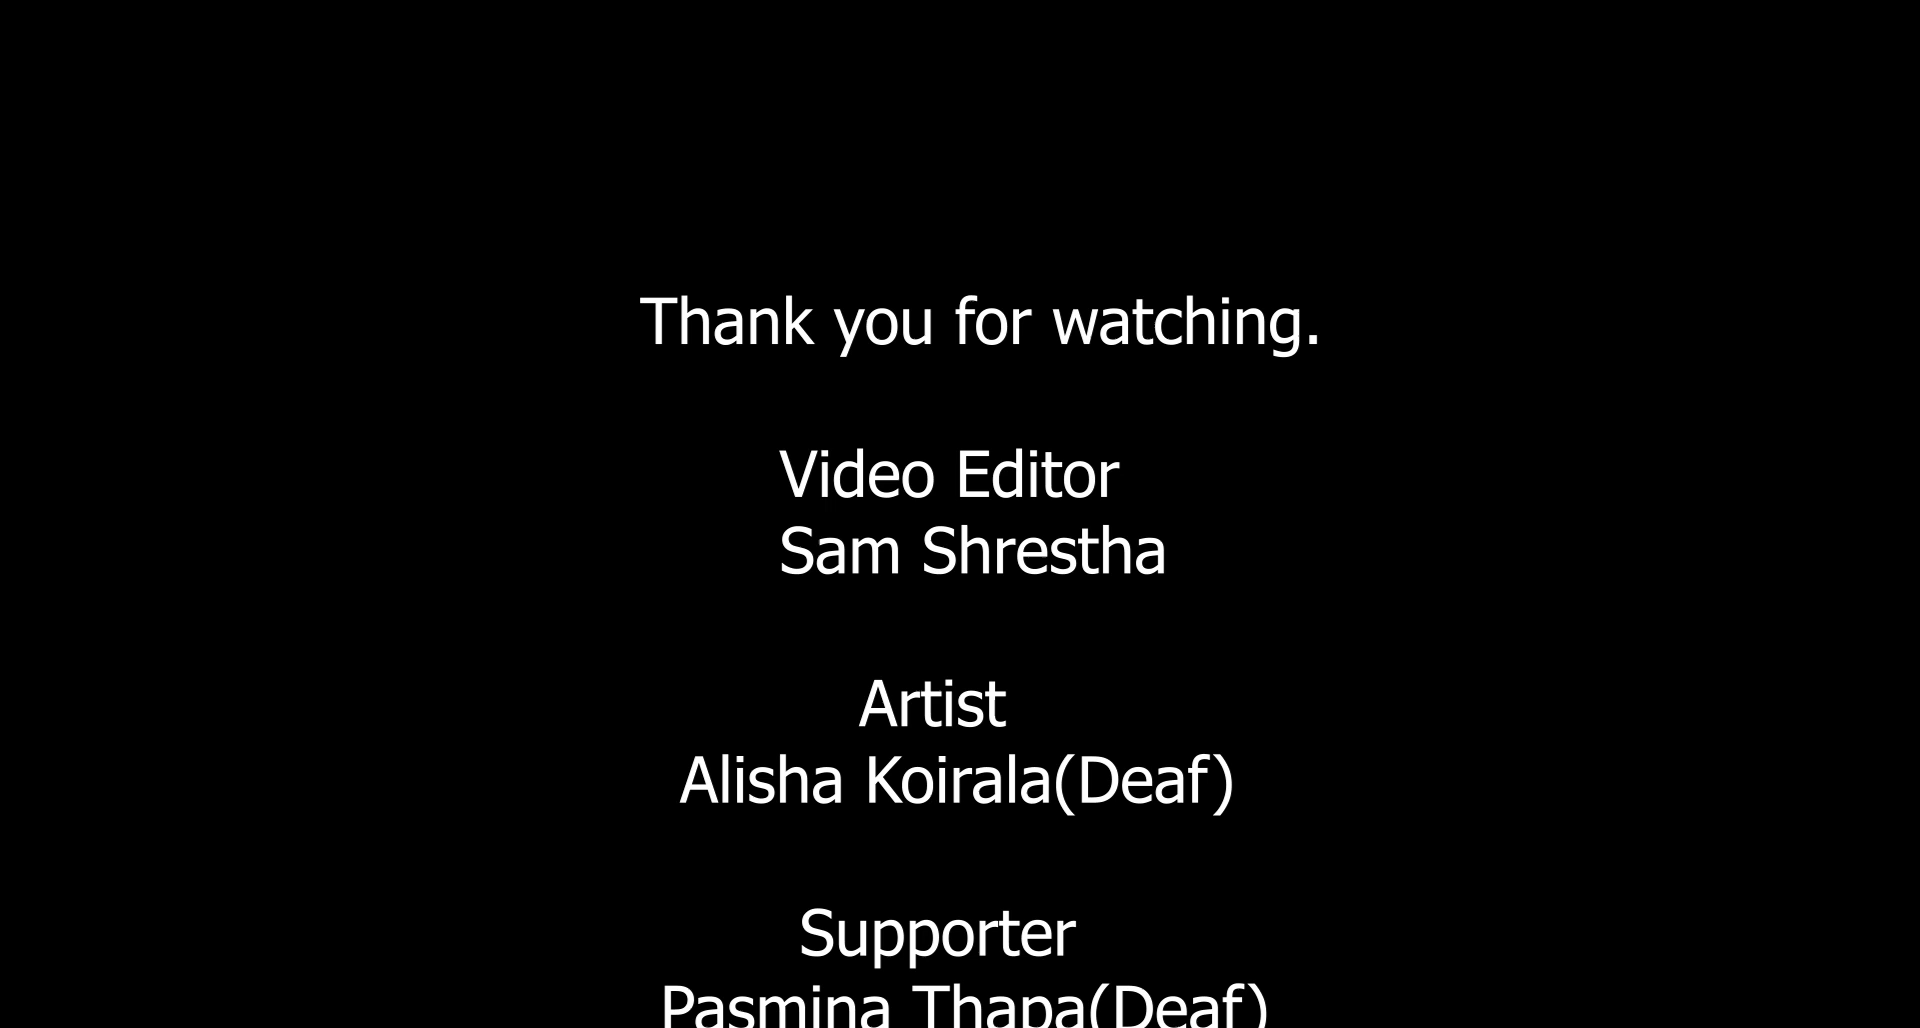 Thank you for watching.
Video Editor
Sam Shrestha
Artist
Alisha Koirala(Deaf)
Supporter
Pasmina Thapa(Deaf)